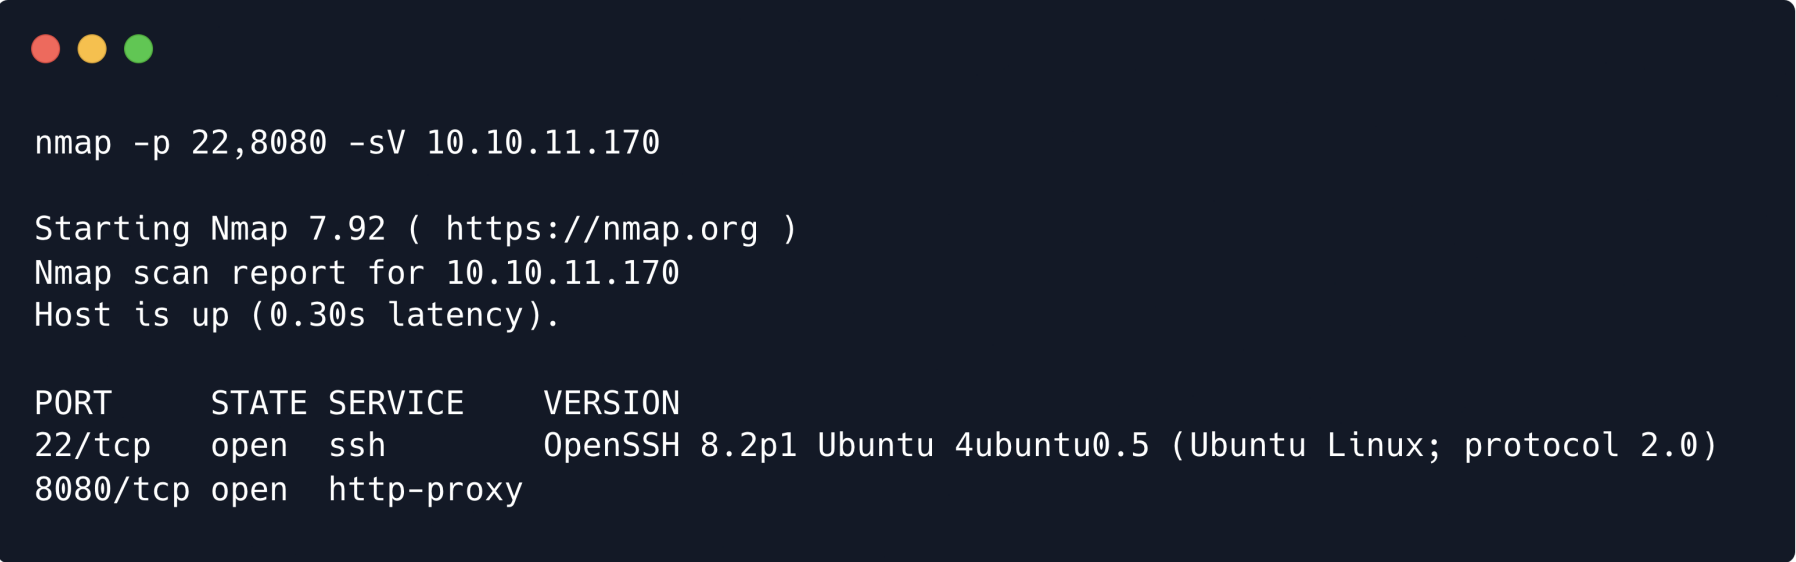 nmap -p 22,8080 -sV 10.10.11.170
Starting Nmap 7.92 ( https://nmap.org )
Nmap scan report for 10.10.11.170
Host is up (0.30s latency).
PORT     STATE SERVICE    VERSION
22/tcp   open  ssh        OpenSSH 8.2p1 Ubuntu 4ubuntu0.5 (Ubuntu Linux; protocol 2.0)
8080/tcp open  http-proxy